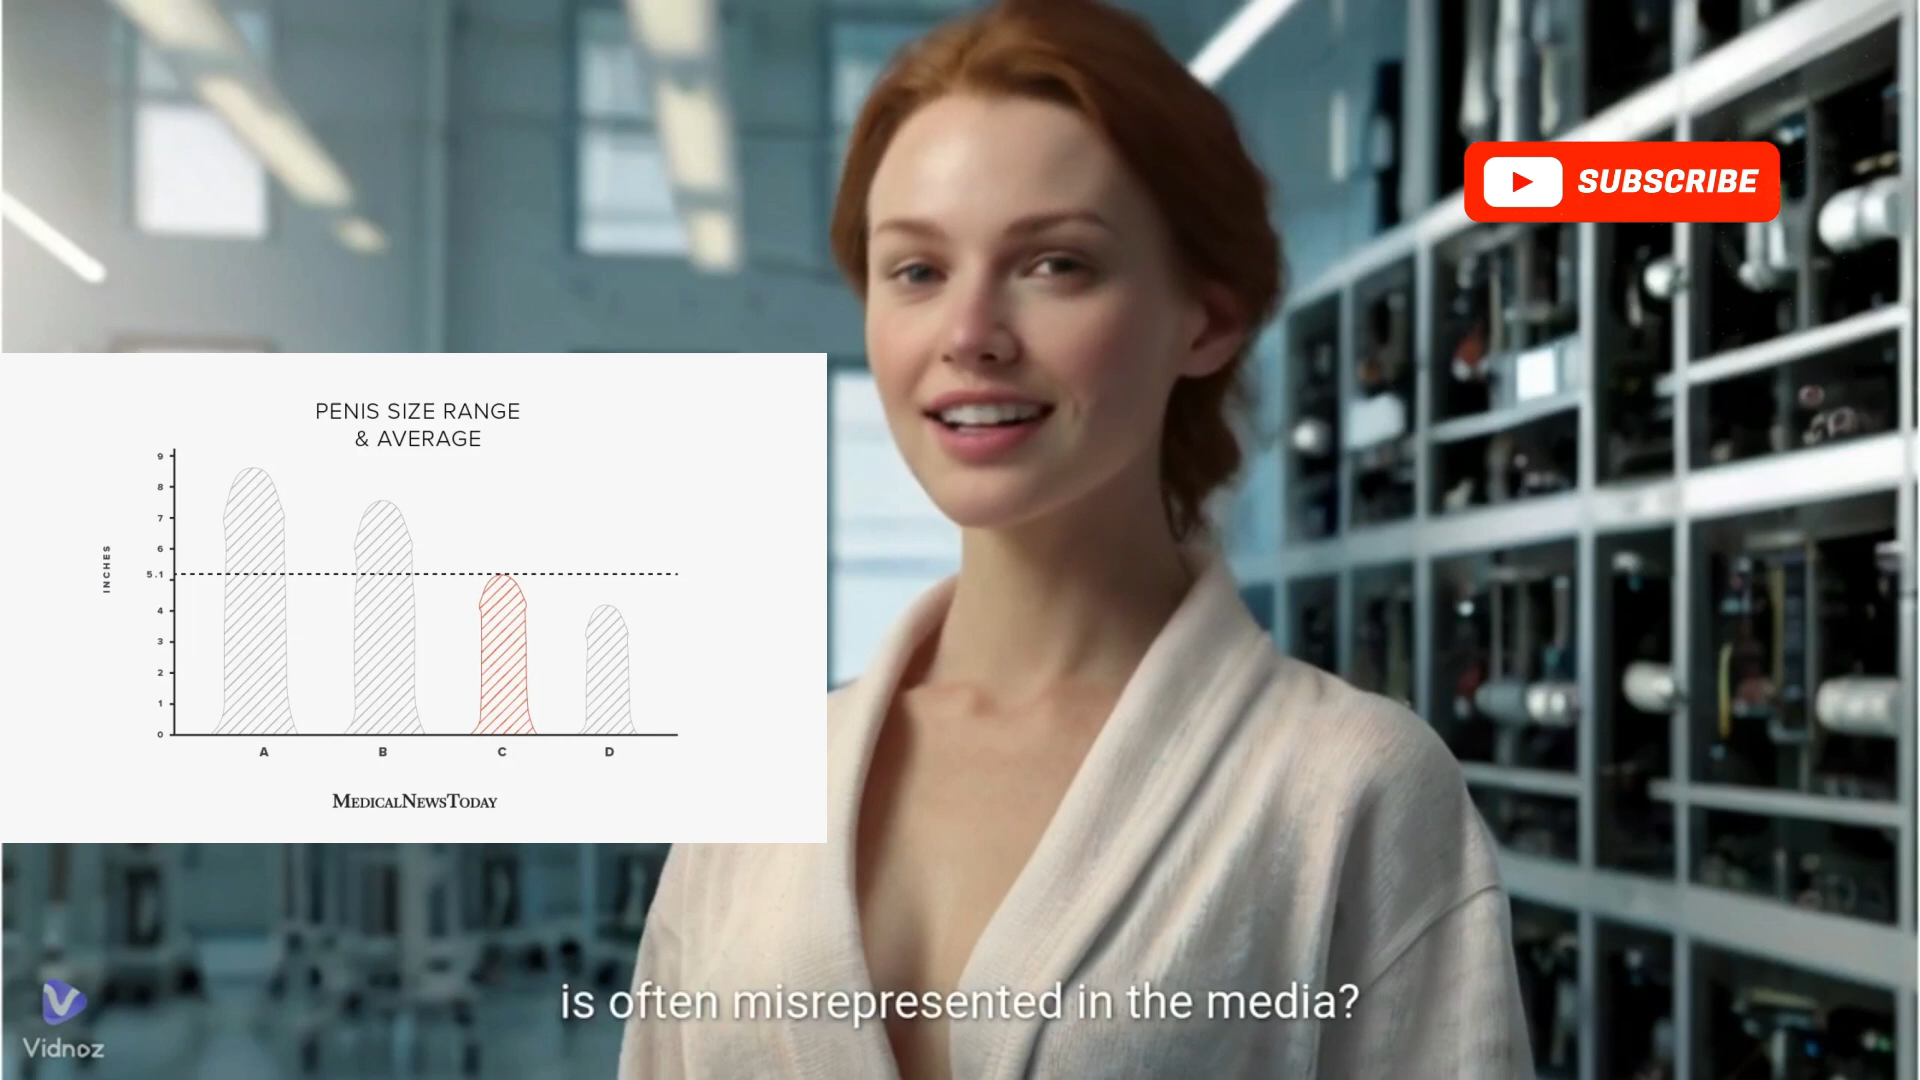 SUBSCRIBE
PENIS SIZE RANGE
& AVERAGE
9
8
7
6
5.1
4
3
2
1
0
INCHES
A B C D
MEDICALNEWSTODAY
is often misrepresented in the media?
Vidnoz